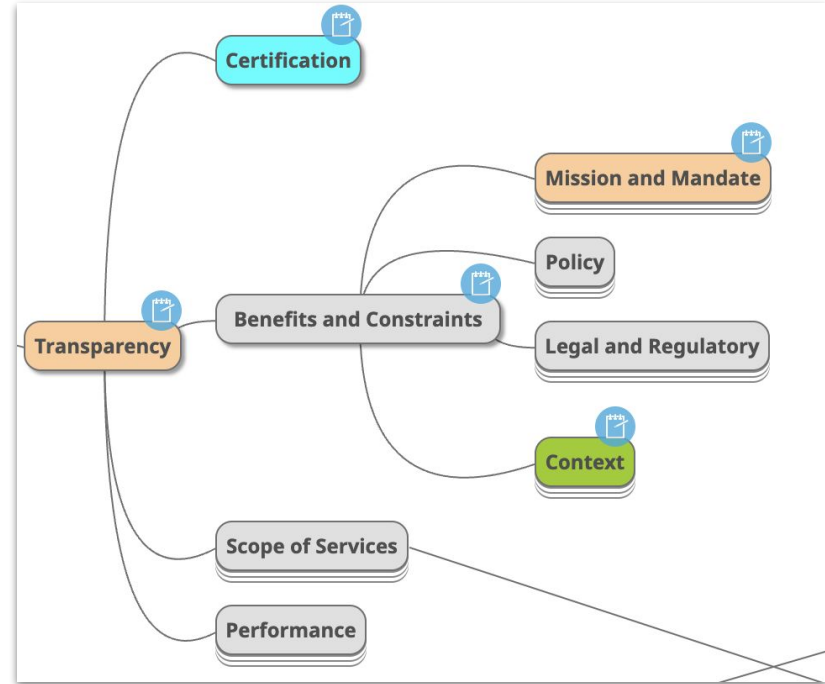 Certification
Mission and Mandate
Policy
Benefits and Constraints
Transparency
Legal and Regulatory
Context
Scope of Services
Performance